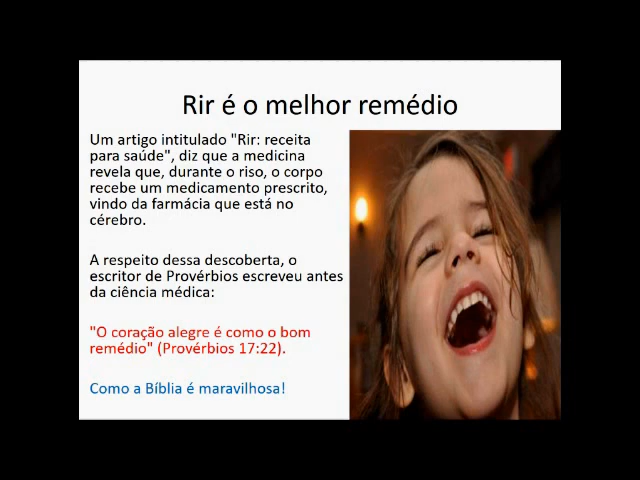 Rir é o melhor remédio
Um artigo intitulado "Rir: receita
para saúde", diz que a medicina
revela que, durante o riso, o corpo
recebe um medicamento prescrito,
vindo da farmácia que está no
cérebro.
A respeito dessa descoberta, o
escritor de Provérbios escreveu antes
da ciência médica:
"O coração alegre é como o bom
remédio" (Provérbios 17:22).
Como a Bíblia é maravilhosa!